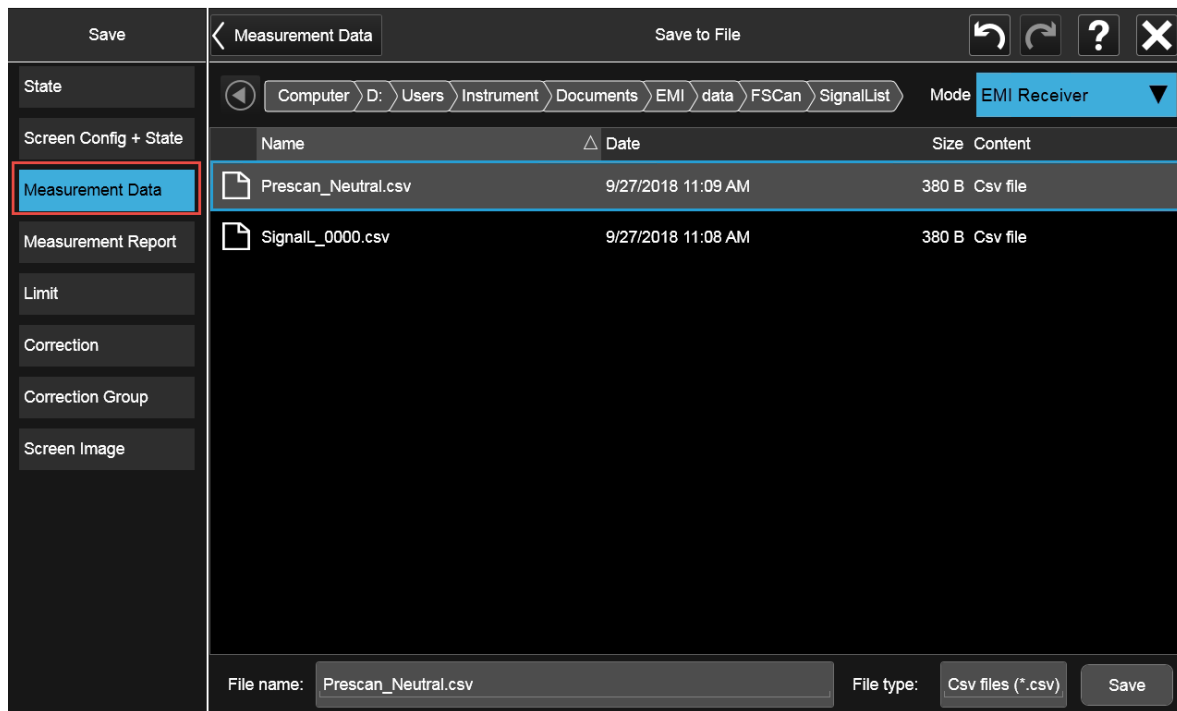 Save
Measurement Data
Save to File
?
State
Screen Config + State
Measurement Data
Measurement Report
Limit
Correction
Correction Group
Screen Image
Computer D: Users Instrument Documents EMI data FSCan SignalList
Mode EMI Receiver
Name Date Size Content
Prescan_Neutral.csv 9/27/2018 11:09 AM 380 B Csv file
SignalL_0000.csv 9/27/2018 11:08 AM 380 B Csv file
File name: Prescan_Neutral.csv File type: Csv files (*.csv) Save